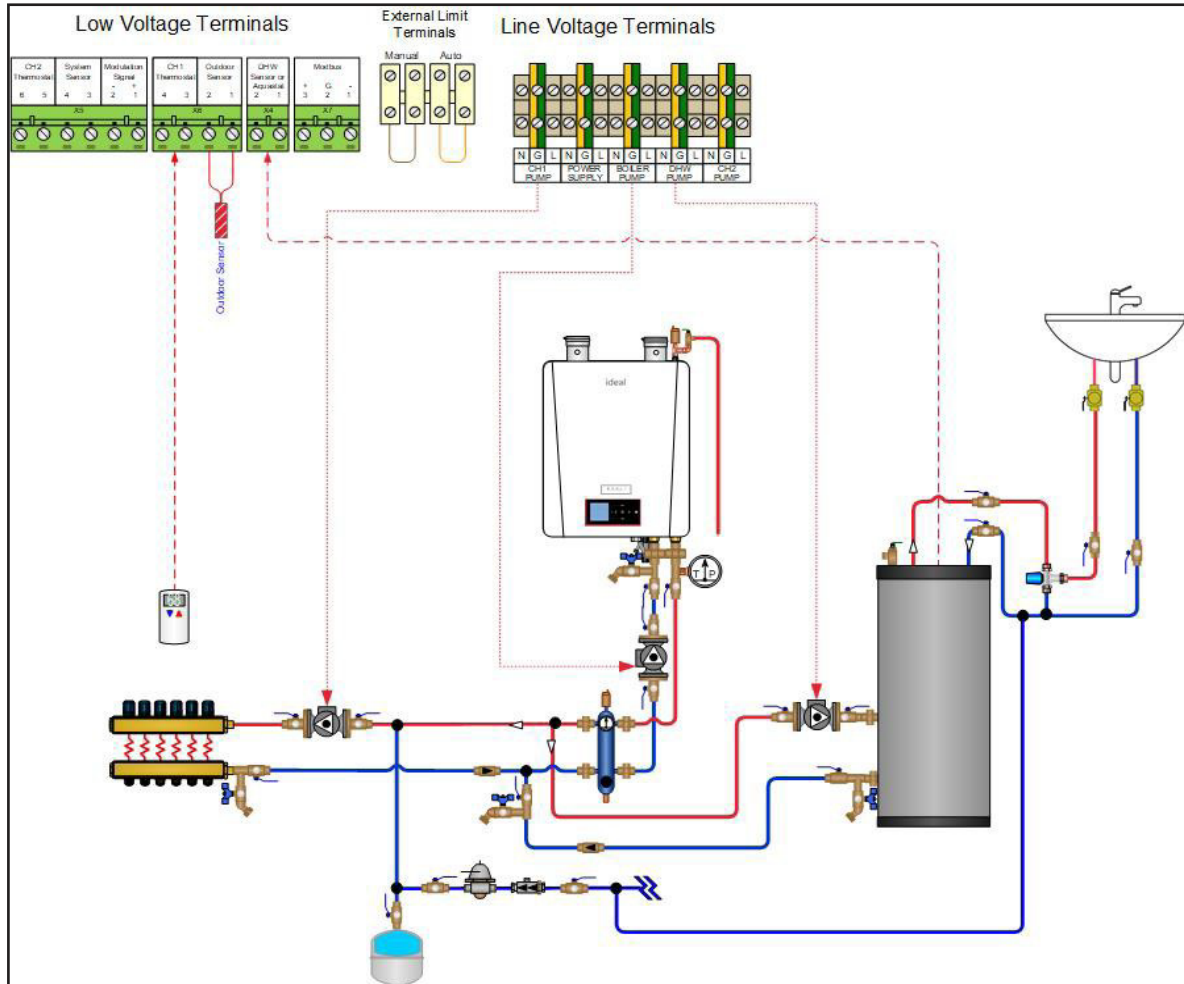 Low Voltage Terminals
External Limit
Terminals
Line Voltage Terminals
Manual Auto
CH2
Thermostat
6 5
System
Sensor
4 3
Modulation
Signal
- +
2 1
X5
CH1
Thermostat
4 3
Outdoor
Sensor
2 1
X6
DHW
Sensor or
Aquastat
2 1
X4
Modbus
+ G -
3 2 1
X7
N G L N G L N G L N G L N G L
CH1
PUMP
POWER
SUPPLY
BOILER
PUMP
DHW
PUMP
CH2
PUMP
Outdoor Sensor
ideal
T P